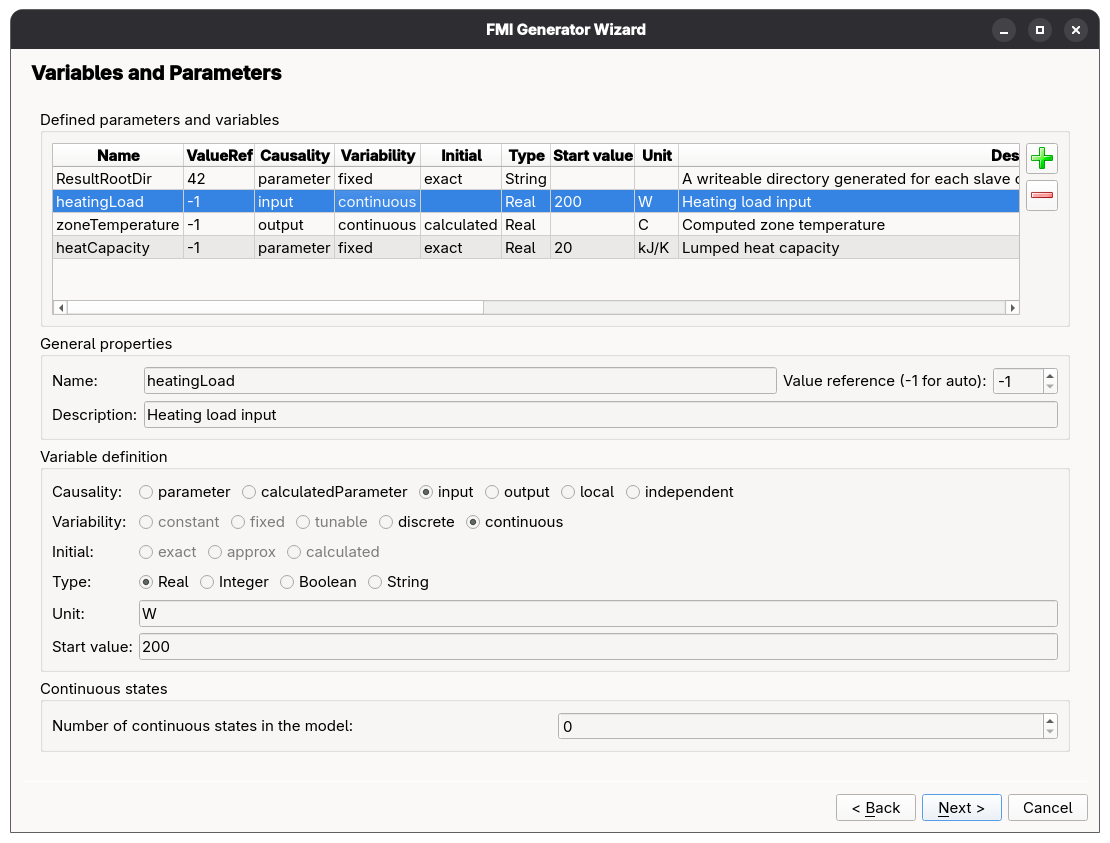 FMI Generator Wizard
Variables and Parameters
Defined parameters and variables
Name ValueRef Causality Variability Initial Type Start value Unit Des
ResultRootDir 42 parameter fixed exact String A writeable directory generated for each slave
heatingLoad -1 input continuous Real 200 W Heating load input
zoneTemperature -1 output continuous calculated Real C Computed zone temperature
heatCapacity -1 parameter fixed exact Real 20 kJ/K Lumped heat capacity
General properties
Name: heatingLoad Value reference (-1 for auto): -1
Description: Heating load input
Variable definition
Causality: parameter calculatedParameter input output local independent
Variability: constant fixed tunable discrete continuous
Initial: exact approx calculated
Type: Real Integer Boolean String
Unit: W
Start value: 200
Continuous states
Number of continuous states in the model: 0
< Back Next > Cancel